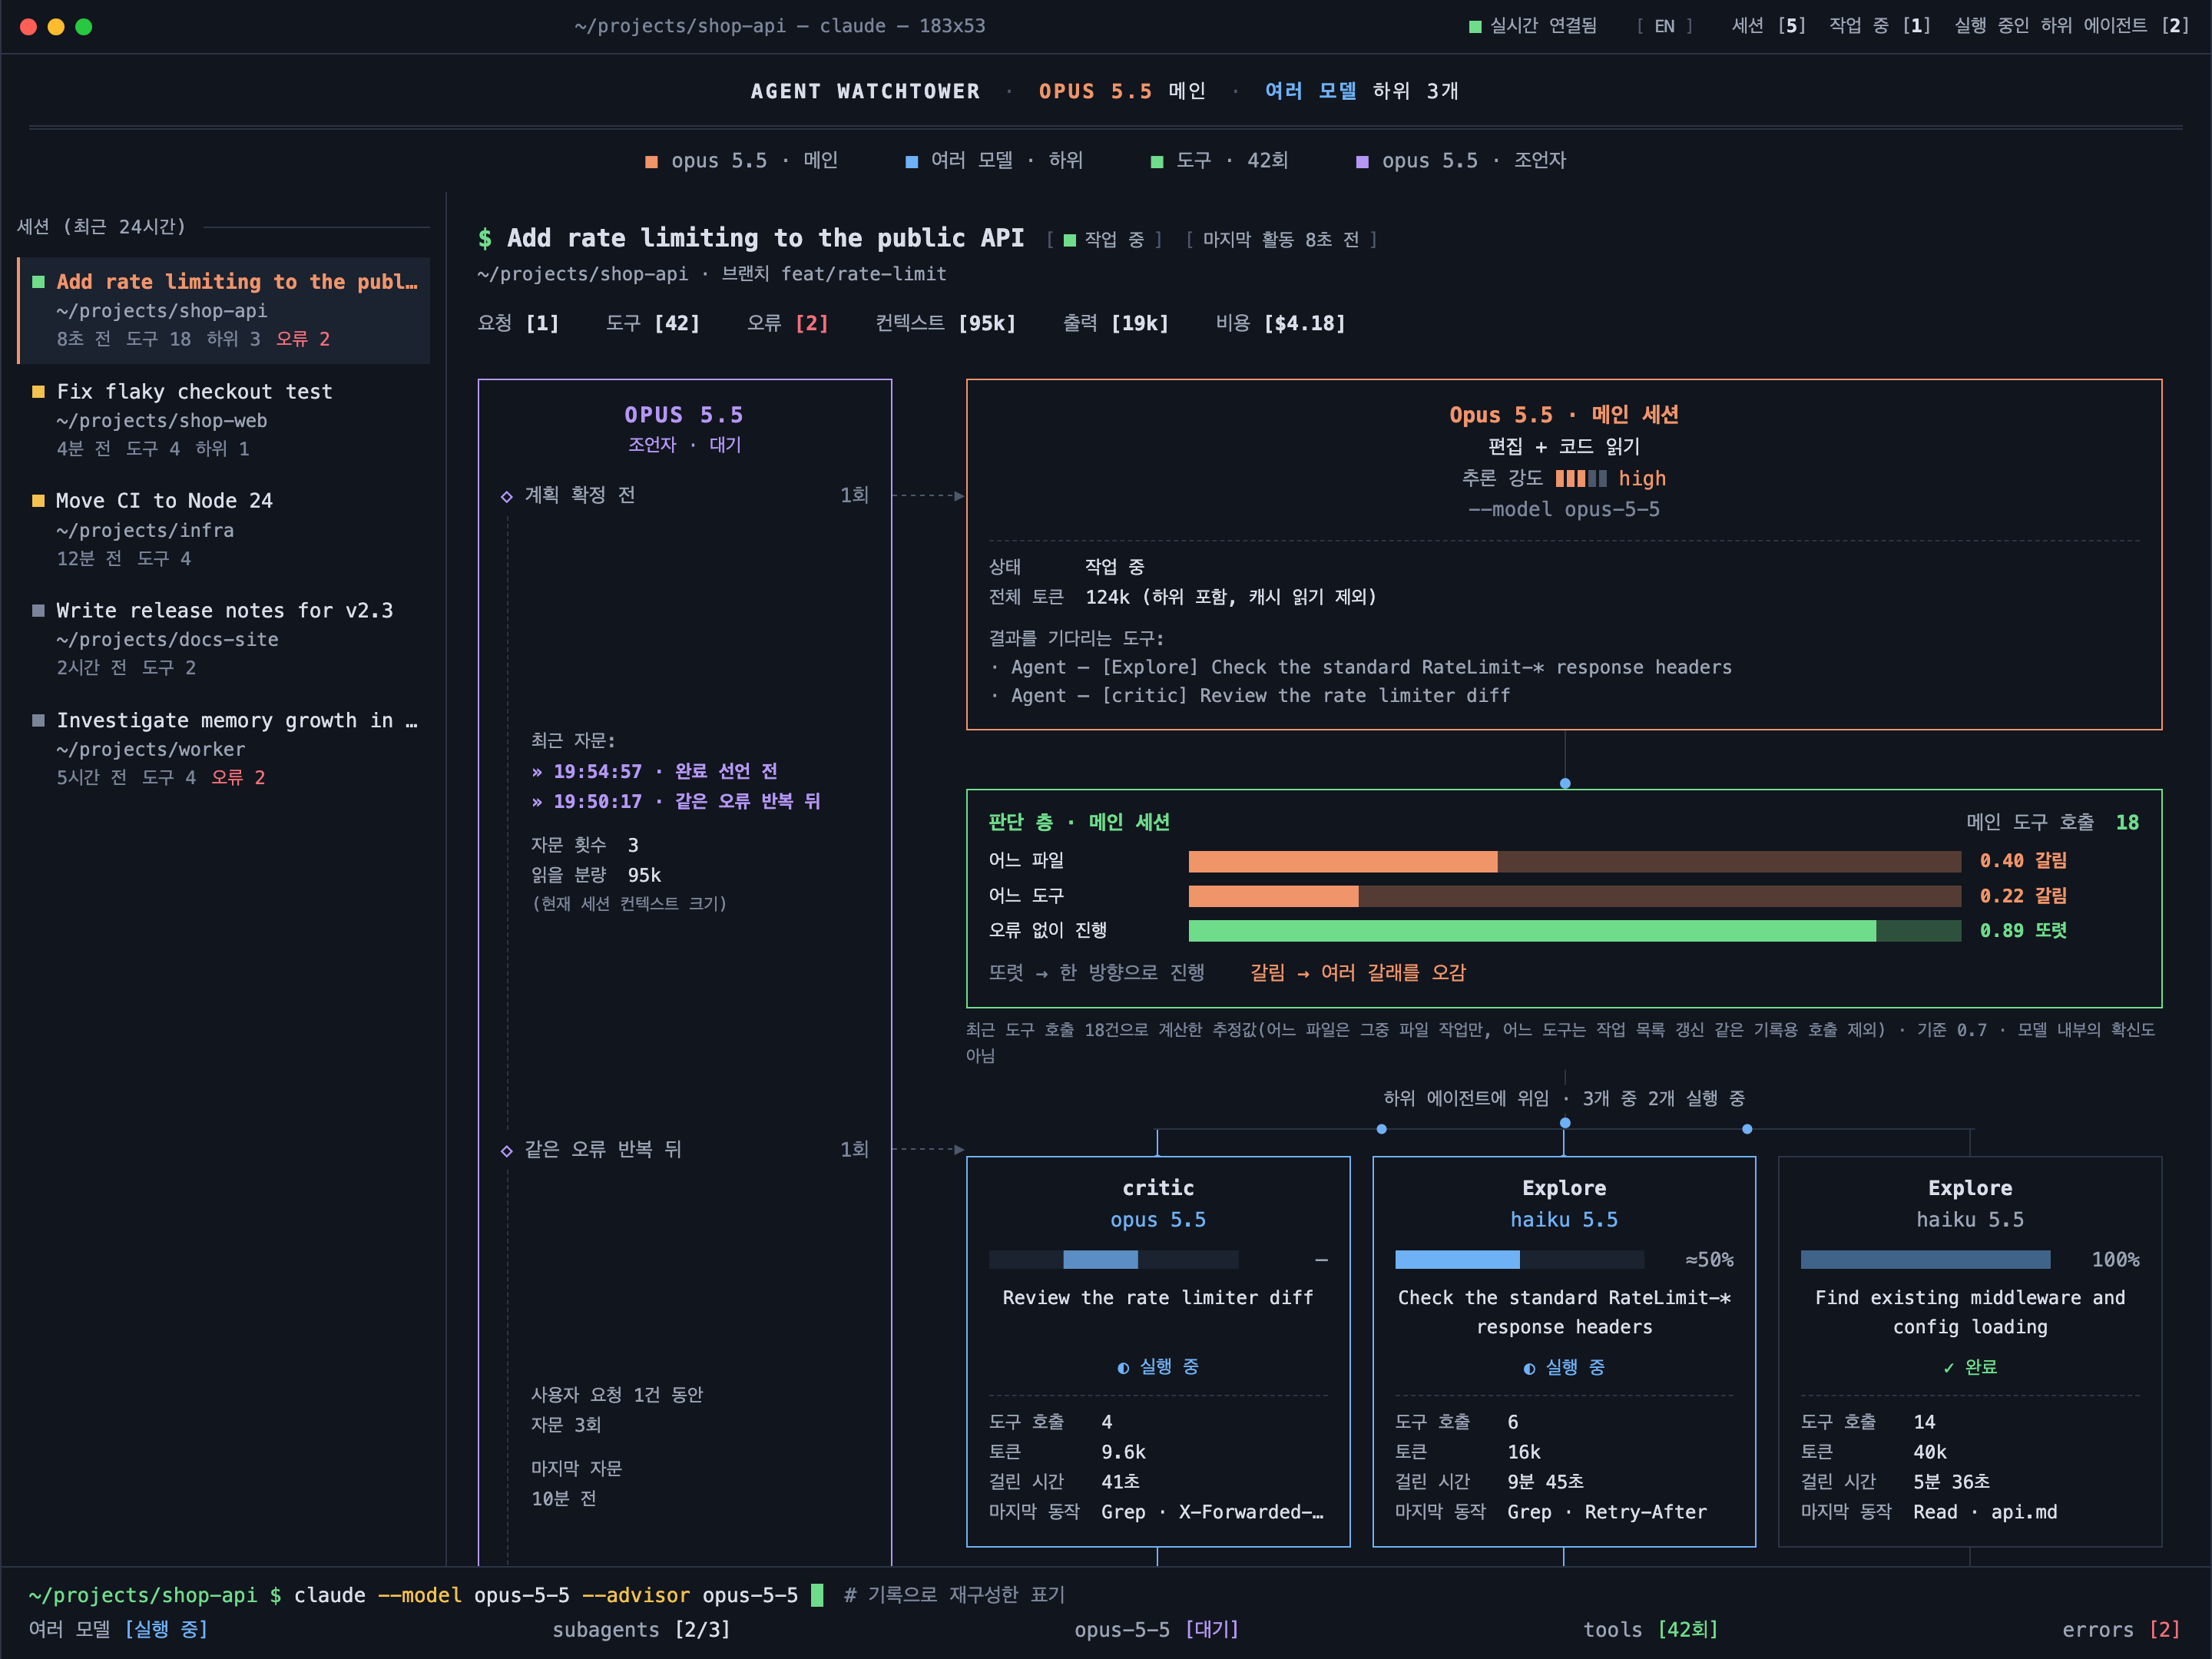 ~/projects/shop-api — claude — 183x53
실시간 연결됨 [ EN ] 세션 [5] 작업 중 [1] 실행 중인 하위 에이전트 [2]
AGENT WATCHTOWER · OPUS 5.5 메인 · 여러 모델 하위 3개
opus 5.5 · 메인
여러 모델 · 하위
도구 · 42회
opus 5.5 · 조언자
세션 (최근 24시간)
Add rate limiting to the publ…
~/projects/shop-api
8초 전 도구 18 하위 3 오류 2
Fix flaky checkout test
~/projects/shop-web
4분 전 도구 4 하위 1
Move CI to Node 24
~/projects/infra
12분 전 도구 4
Write release notes for v2.3
~/projects/docs-site
2시간 전 도구 2
Investigate memory growth in …
~/projects/worker
5시간 전 도구 4 오류 2
$ Add rate limiting to the public API [ 작업 중 ] [ 마지막 활동 8초 전 ]
~/projects/shop-api · 브랜치 feat/rate-limit
요청 [1] 도구 [42] 오류 [2] 컨텍스트 [95k] 출력 [19k] 비용 [$4.18]
OPUS 5.5
조언자 · 대기
◇ 계획 확정 전 1회
최근 자문:
» 19:54:57 · 완료 선언 전
» 19:50:17 · 같은 오류 반복 뒤
자문 횟수 3
읽을 분량 95k
(현재 세션 컨텍스트 크기)
◇ 같은 오류 반복 뒤 1회
사용자 요청 1건 동안
자문 3회
마지막 자문
10분 전
Opus 5.5 · 메인 세션
편집 + 코드 읽기
추론 강도 high
--model opus-5-5
상태 작업 중
전체 토큰 124k (하위 포함, 캐시 읽기 제외)
결과를 기다리는 도구:
· Agent — [Explore] Check the standard RateLimit-* response headers
· Agent — [critic] Review the rate limiter diff
판단 층 · 메인 세션 메인 도구 호출 18
어느 파일 0.40 갈림
어느 도구 0.22 갈림
오류 없이 진행 0.89 또렷
또렷 → 한 방향으로 진행 갈림 → 여러 갈래를 오감
최근 도구 호출 18건으로 계산한 추정값(어느 파일은 그중 파일 작업만, 어느 도구는 작업 목록 갱신 같은 기록용 호출 제외) · 기준 0.7 · 모델 내부의 확신도
아님
하위 에이전트에 위임 · 3개 중 2개 실행 중
critic
opus 5.5
—
Review the rate limiter diff
◐ 실행 중
도구 호출 4
토큰 9.6k
걸린 시간 41초
마지막 동작 Grep · X-Forwarded-…
Explore
haiku 5.5
≈50%
Check the standard RateLimit-*
response headers
◐ 실행 중
도구 호출 6
토큰 16k
걸린 시간 9분 45초
마지막 동작 Grep · Retry-After
Explore
haiku 5.5
100%
Find existing middleware and
config loading
✓ 완료
도구 호출 14
토큰 40k
걸린 시간 5분 36초
마지막 동작 Read · api.md
~/projects/shop-api $ claude --model opus-5-5 --advisor opus-5-5 # 기록으로 재구성한 표기
여러 모델 [실행 중] subagents [2/3] opus-5-5 [대기] tools [42회] errors [2]